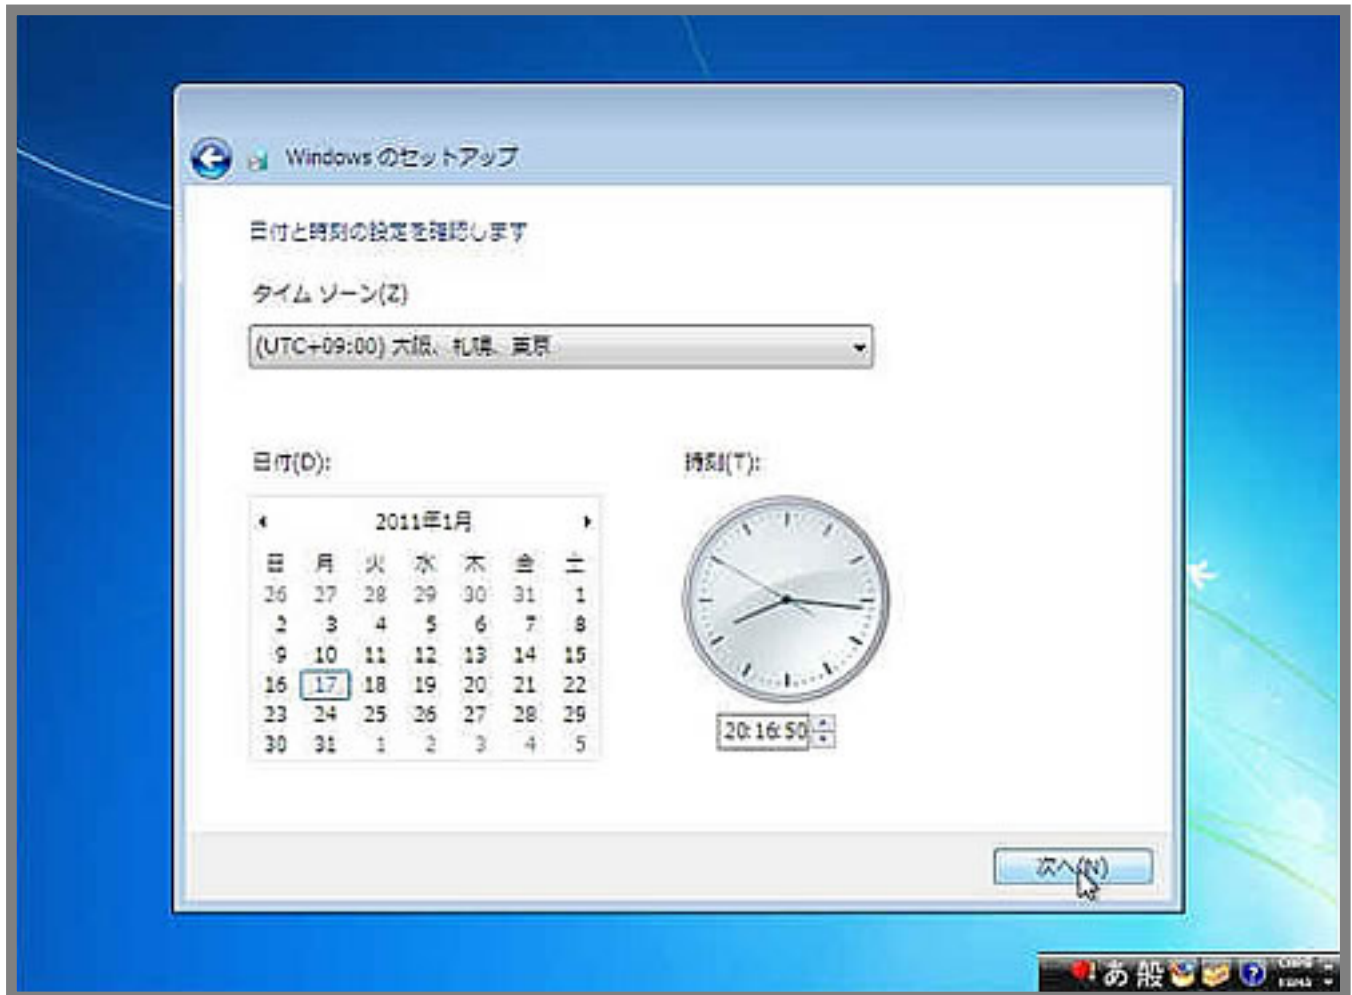 Windows のセットアップ
日付と時刻の設定を確認します
タイム ゾーン(Z)
(UTC+09:00) 大阪、札幌、東京
日付(D):
時刻(T):
2011年1月
日 月 火 水 木 金 土
26 27 28 29 30 31 1
2 3 4 5 6 7 8
9 10 11 12 13 14 15
16 17 18 19 20 21 22
23 24 25 26 27 28 29
30 31 1 2 3 4 5
20:16:50
次へ(N)
あ 般
CAPS
KANA